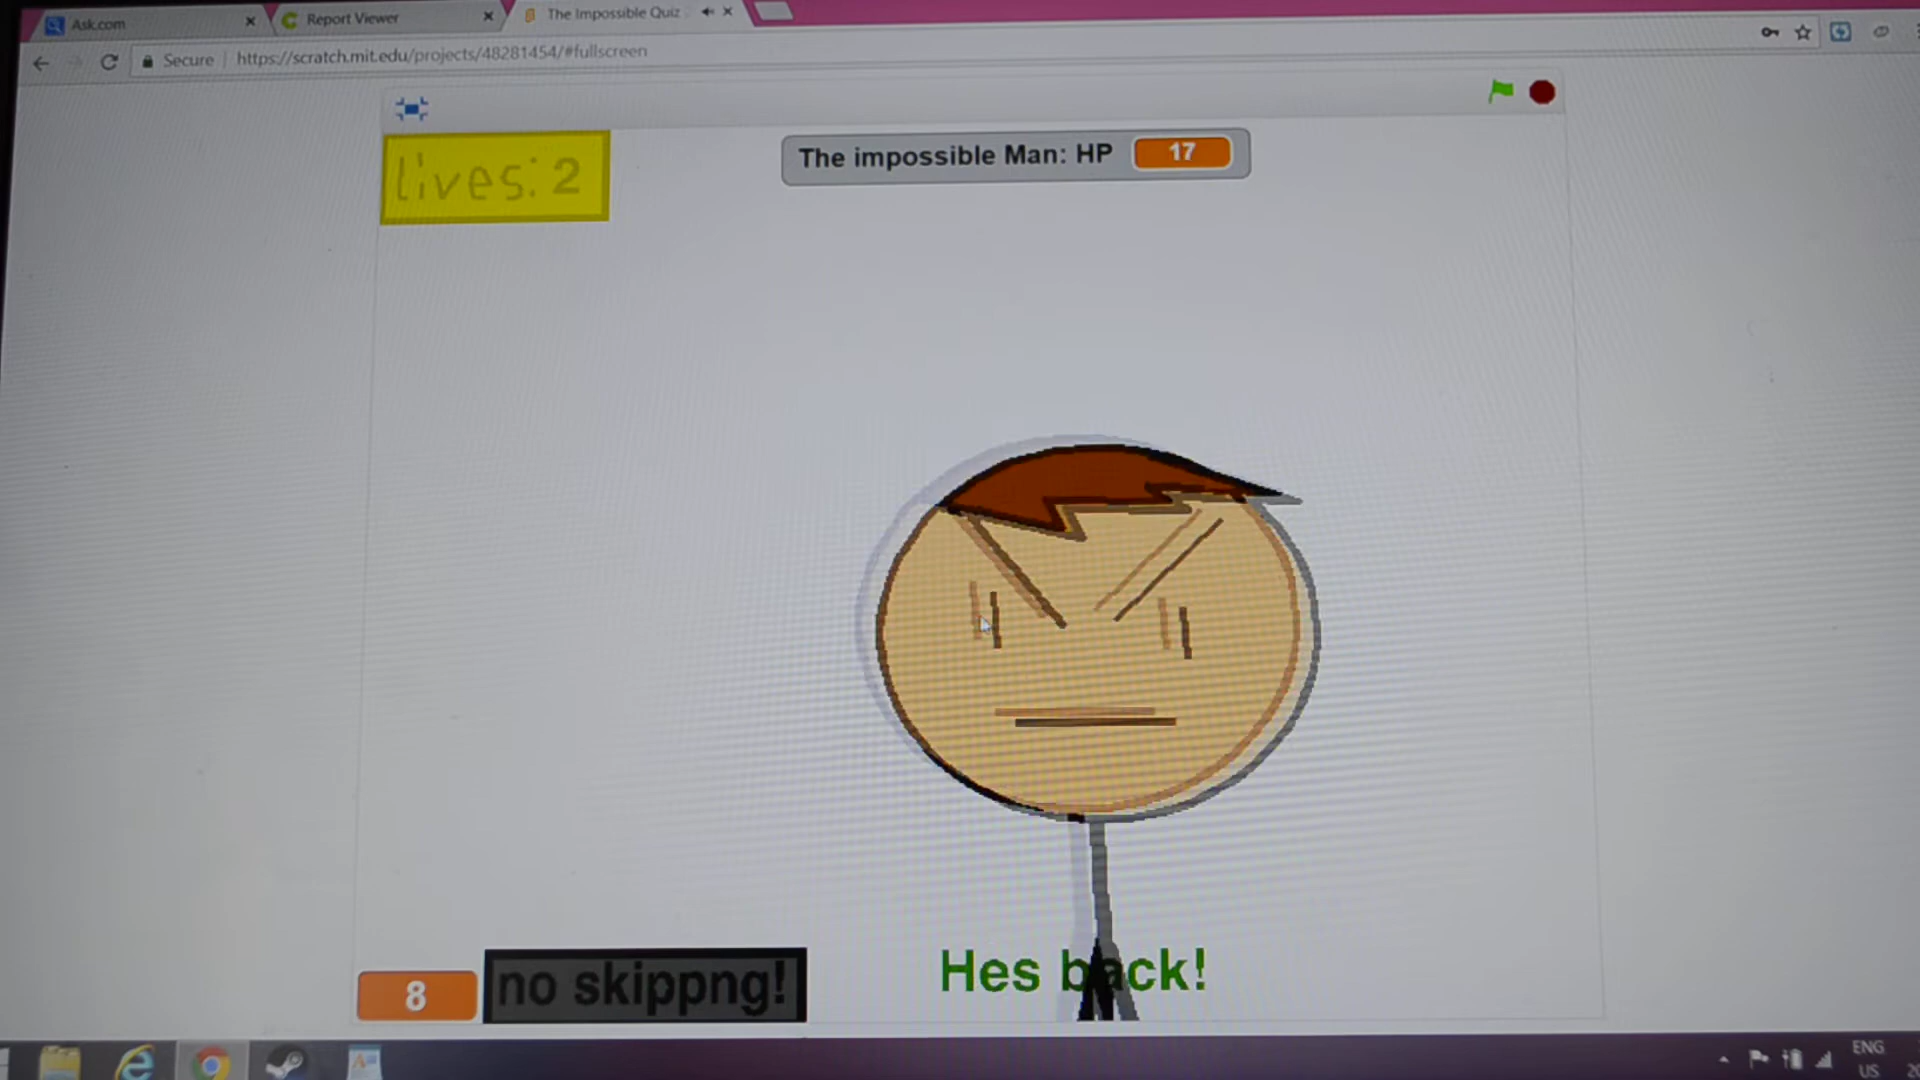 Ask.com
Report Viewer
The Impossible Quiz
Secure
https://scratch.mit.edu/projects/48281454/#fullscreen
lives: 2
The impossible Man: HP 17
8
no skippng!
Hes back!
ENG
US